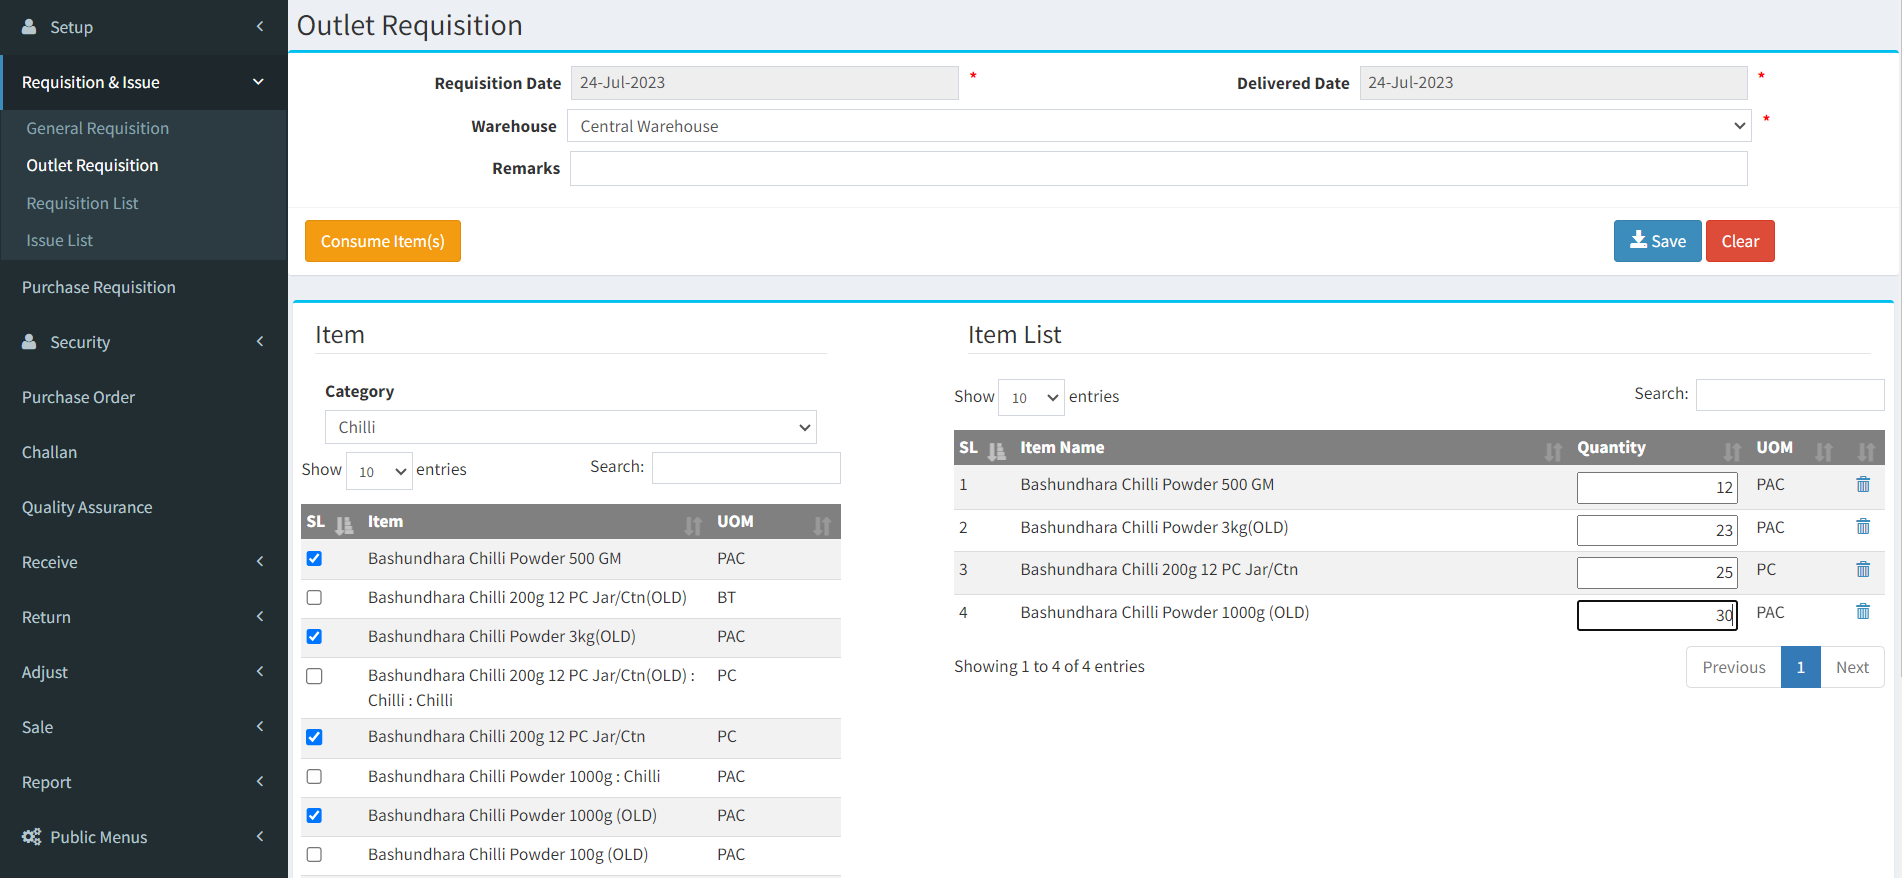 Setup
Requisition & Issue
General Requisition
Outlet Requisition
Requisition List
Issue List
Purchase Requisition
Security
Purchase Order
Challan
Quality Assurance
Receive
Return
Adjust
Sale
Report
Public Menus
Outlet Requisition
Requisition Date 24-Jul-2023 * Delivered Date 24-Jul-2023 *
Warehouse Central Warehouse *
Remarks
Consume Item(s) Save Clear
Item
Category
Chilli
Show 10 entries Search:
SL Item UOM
Bashundhara Chilli Powder 500 GM PAC
Bashundhara Chilli 200g 12 PC Jar/Ctn(OLD) BT
Bashundhara Chilli Powder 3kg(OLD) PAC
Bashundhara Chilli 200g 12 PC Jar/Ctn(OLD) : PC
Chilli : Chilli
Bashundhara Chilli 200g 12 PC Jar/Ctn PC
Bashundhara Chilli Powder 1000g : Chilli PAC
Bashundhara Chilli Powder 1000g (OLD) PAC
Bashundhara Chilli Powder 100g (OLD) PAC
Item List
Show 10 entries Search:
SL Item Name Quantity UOM
1 Bashundhara Chilli Powder 500 GM 12 PAC
2 Bashundhara Chilli Powder 3kg(OLD) 23 PAC
3 Bashundhara Chilli 200g 12 PC Jar/Ctn 25 PC
4 Bashundhara Chilli Powder 1000g (OLD) 30 PAC
Showing 1 to 4 of 4 entries Previous 1 Next